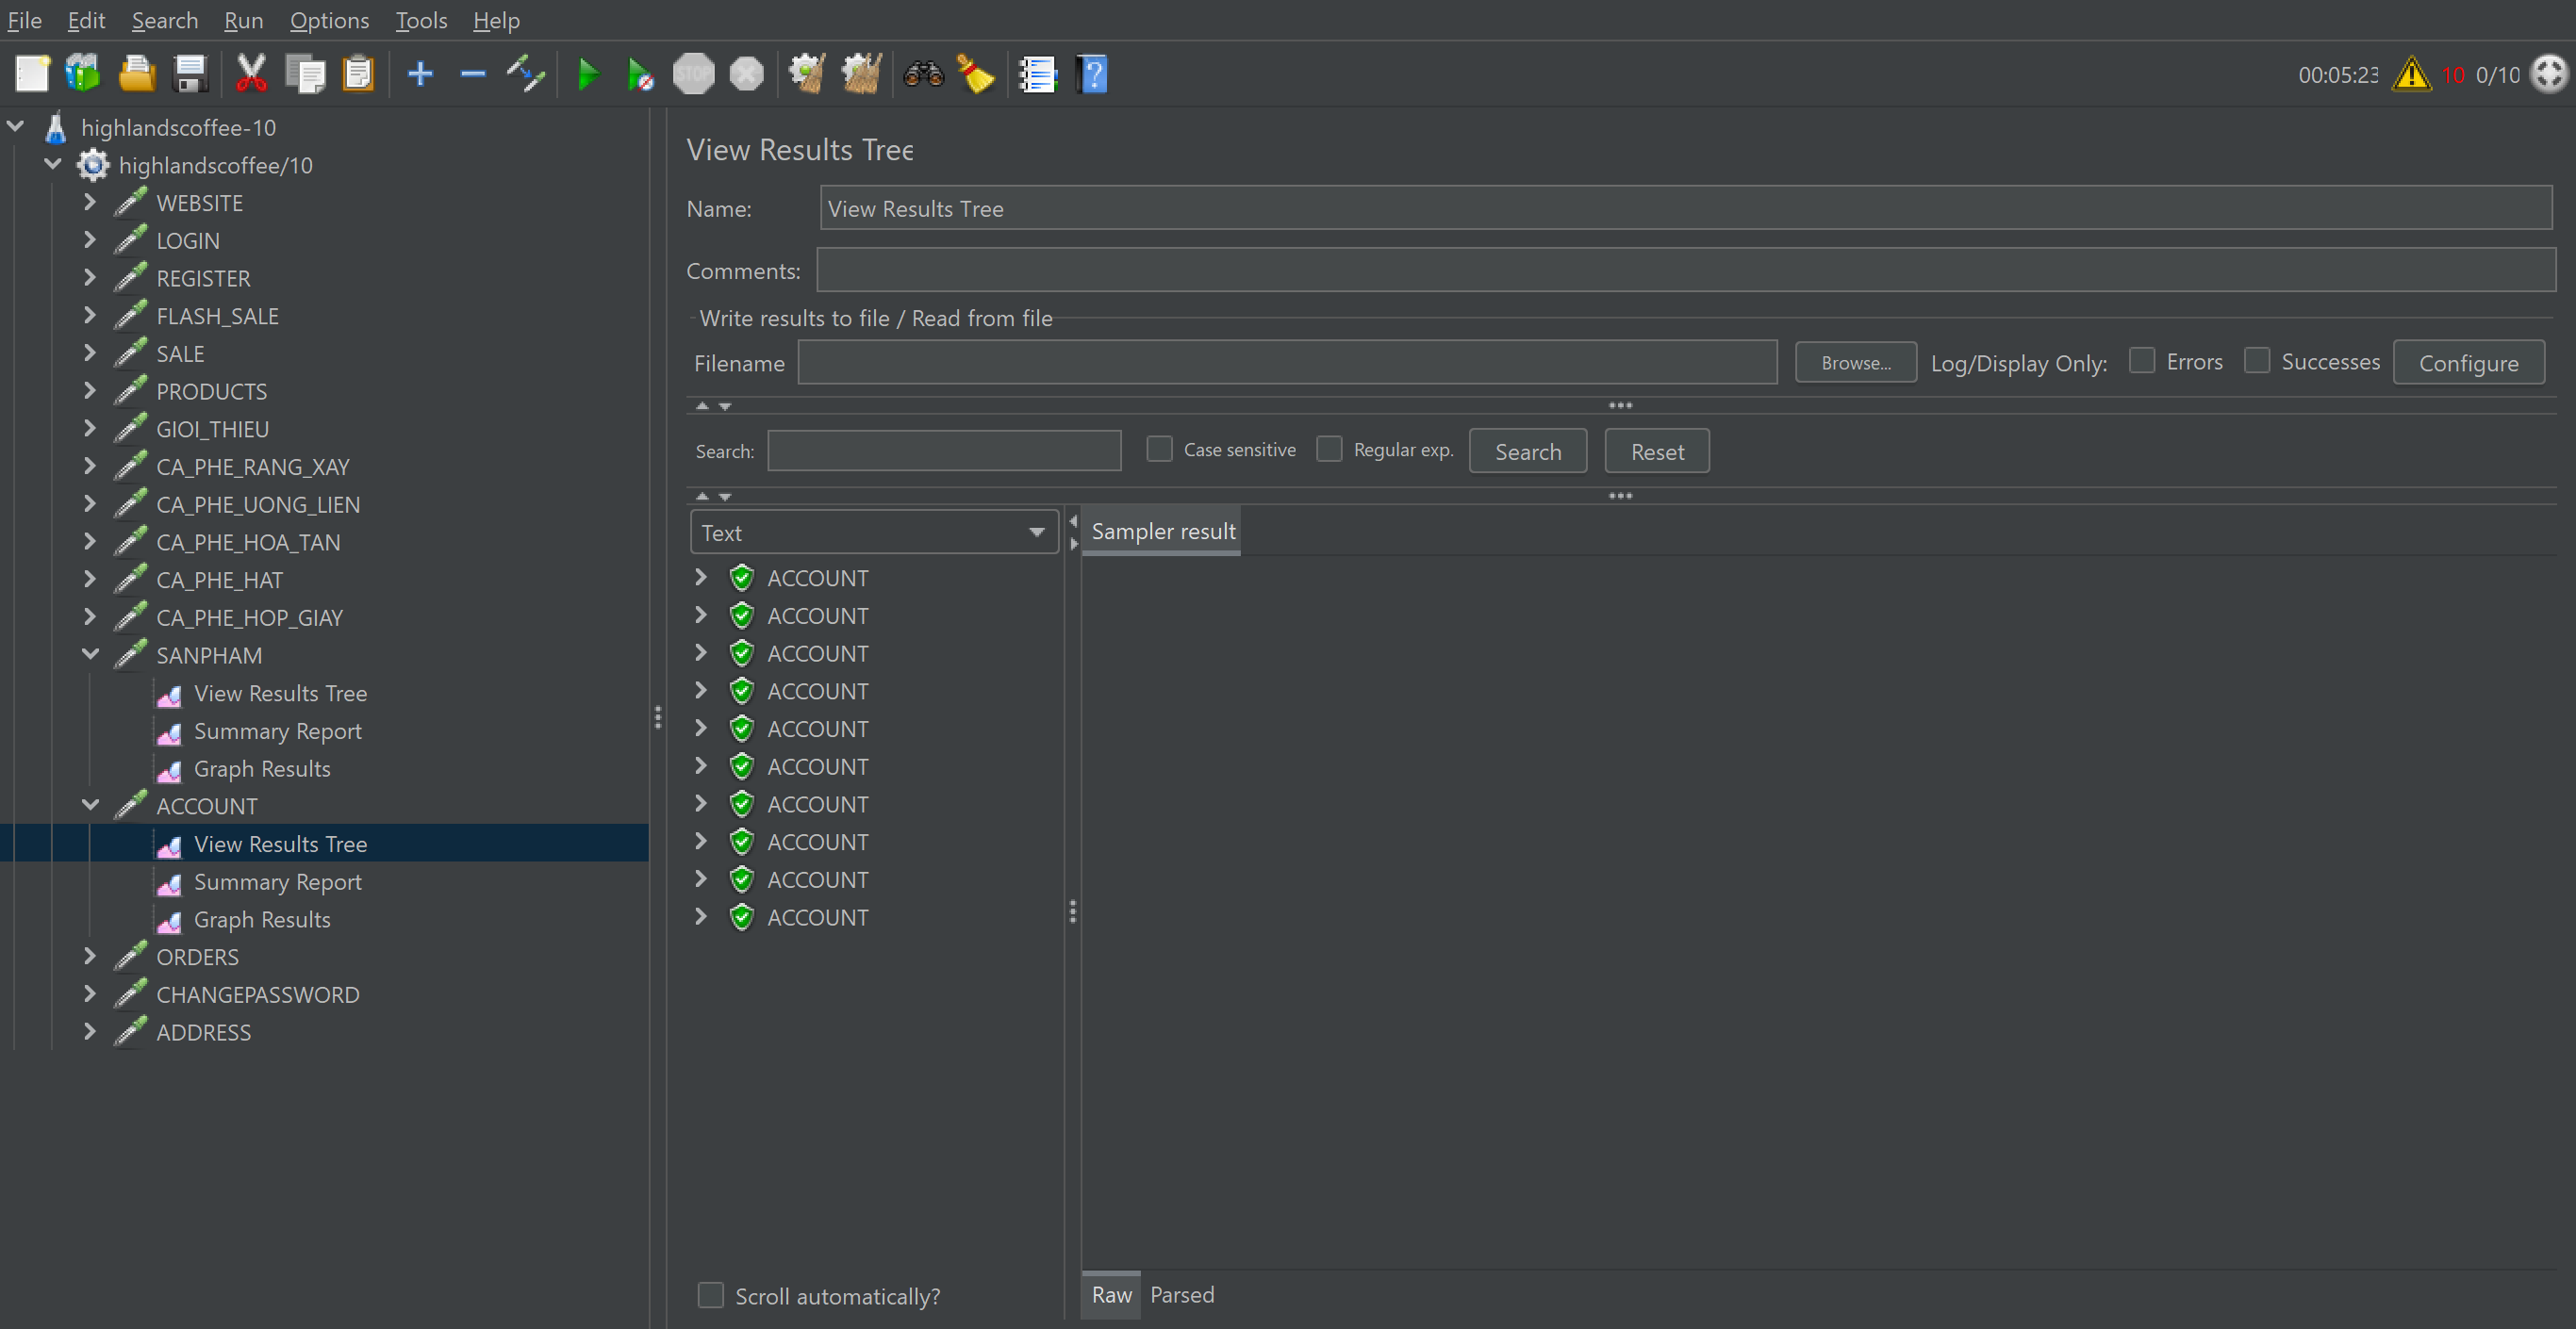 File Edit Search Run Options Tools Help
STOP
00:05:23 10 0/10
highlandscoffee-10
highlandscoffee/10
WEBSITE
LOGIN
REGISTER
FLASH_SALE
SALE
PRODUCTS
GIOI_THIEU
CA_PHE_RANG_XAY
CA_PHE_UONG_LIEN
CA_PHE_HOA_TAN
CA_PHE_HAT
CA_PHE_HOP_GIAY
SANPHAM
View Results Tree
Summary Report
Graph Results
ACCOUNT
View Results Tree
Summary Report
Graph Results
ORDERS
CHANGEPASSWORD
ADDRESS
View Results Tree
Name: View Results Tree
Comments:
Write results to file / Read from file
Filename Browse... Log/Display Only: Errors Successes Configure
Search: Case sensitive Regular exp. Search Reset
Text
ACCOUNT
ACCOUNT
ACCOUNT
ACCOUNT
ACCOUNT
ACCOUNT
ACCOUNT
ACCOUNT
ACCOUNT
ACCOUNT
Scroll automatically?
Sampler result
Raw Parsed